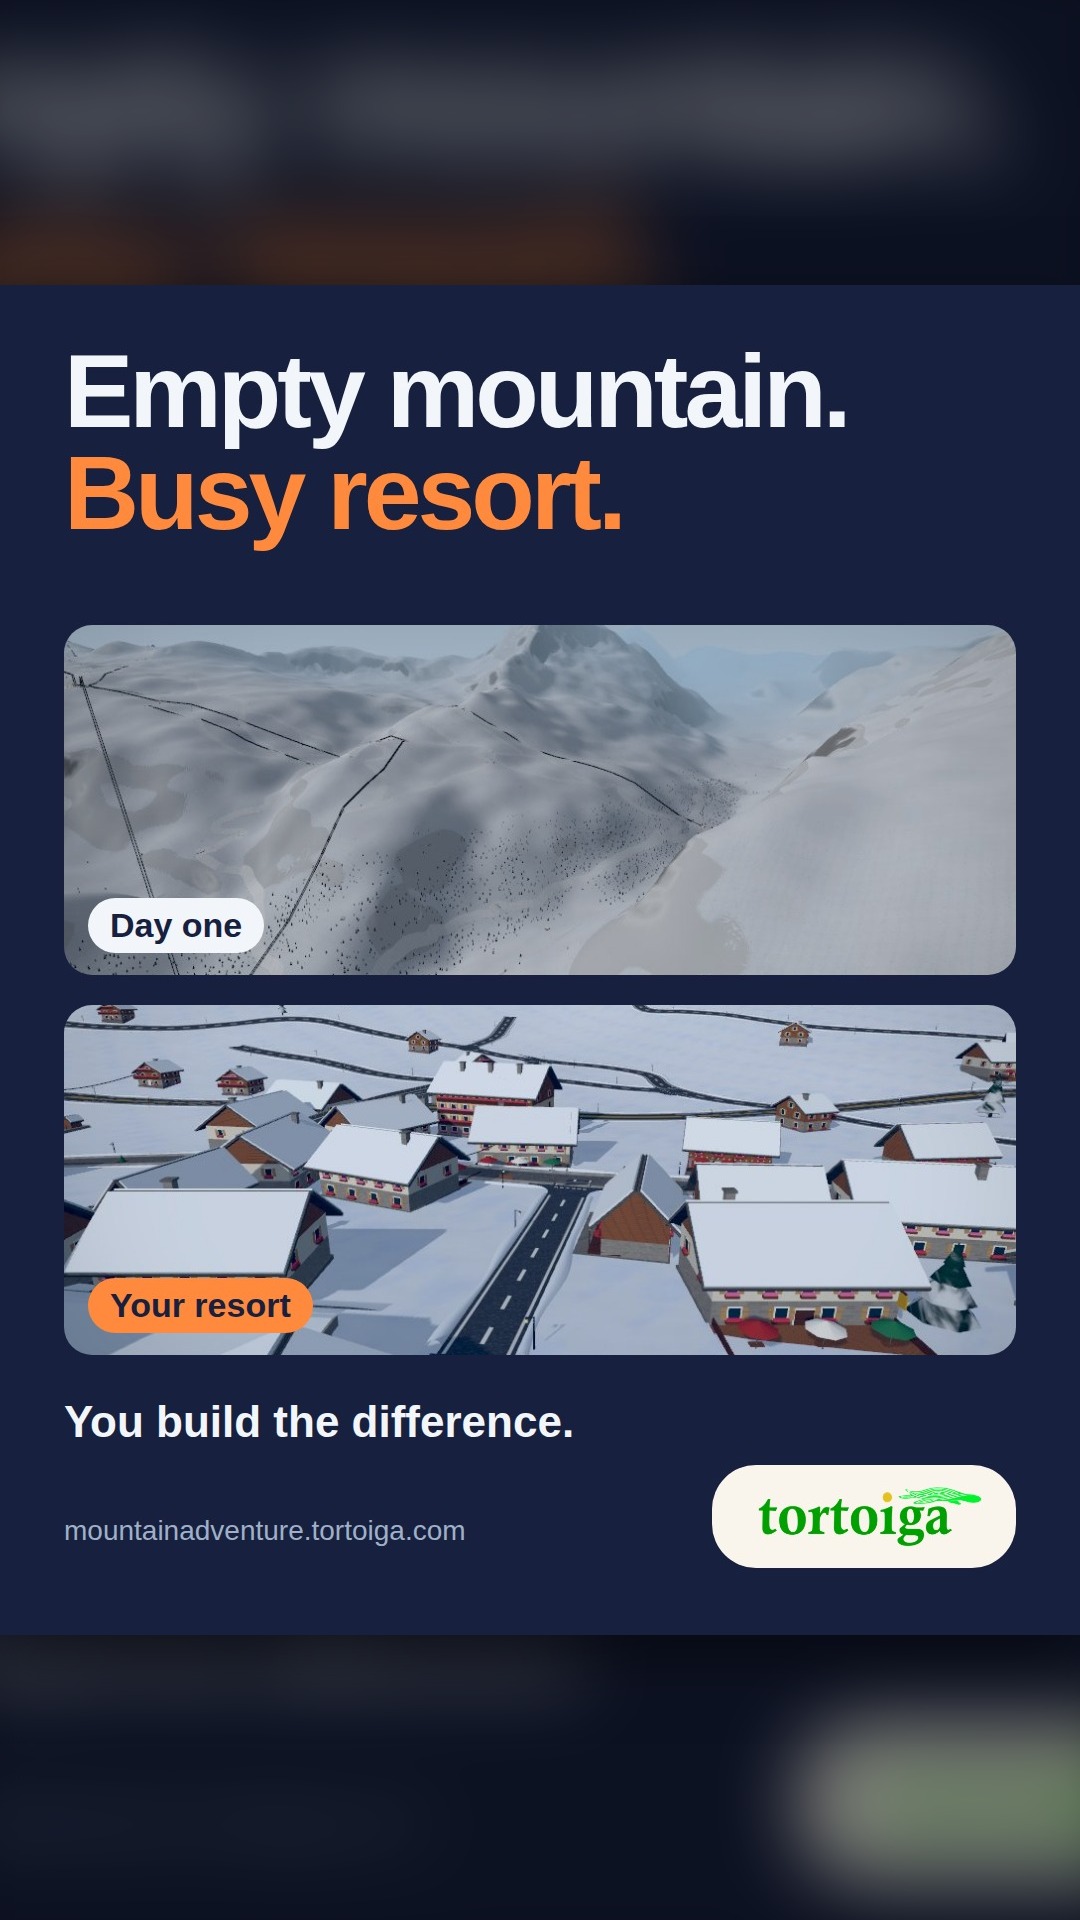 Empty mountain.
Busy resort.
Day one
Your resort
You build the difference.
mountainadventure.tortoiga.com
tortoiga